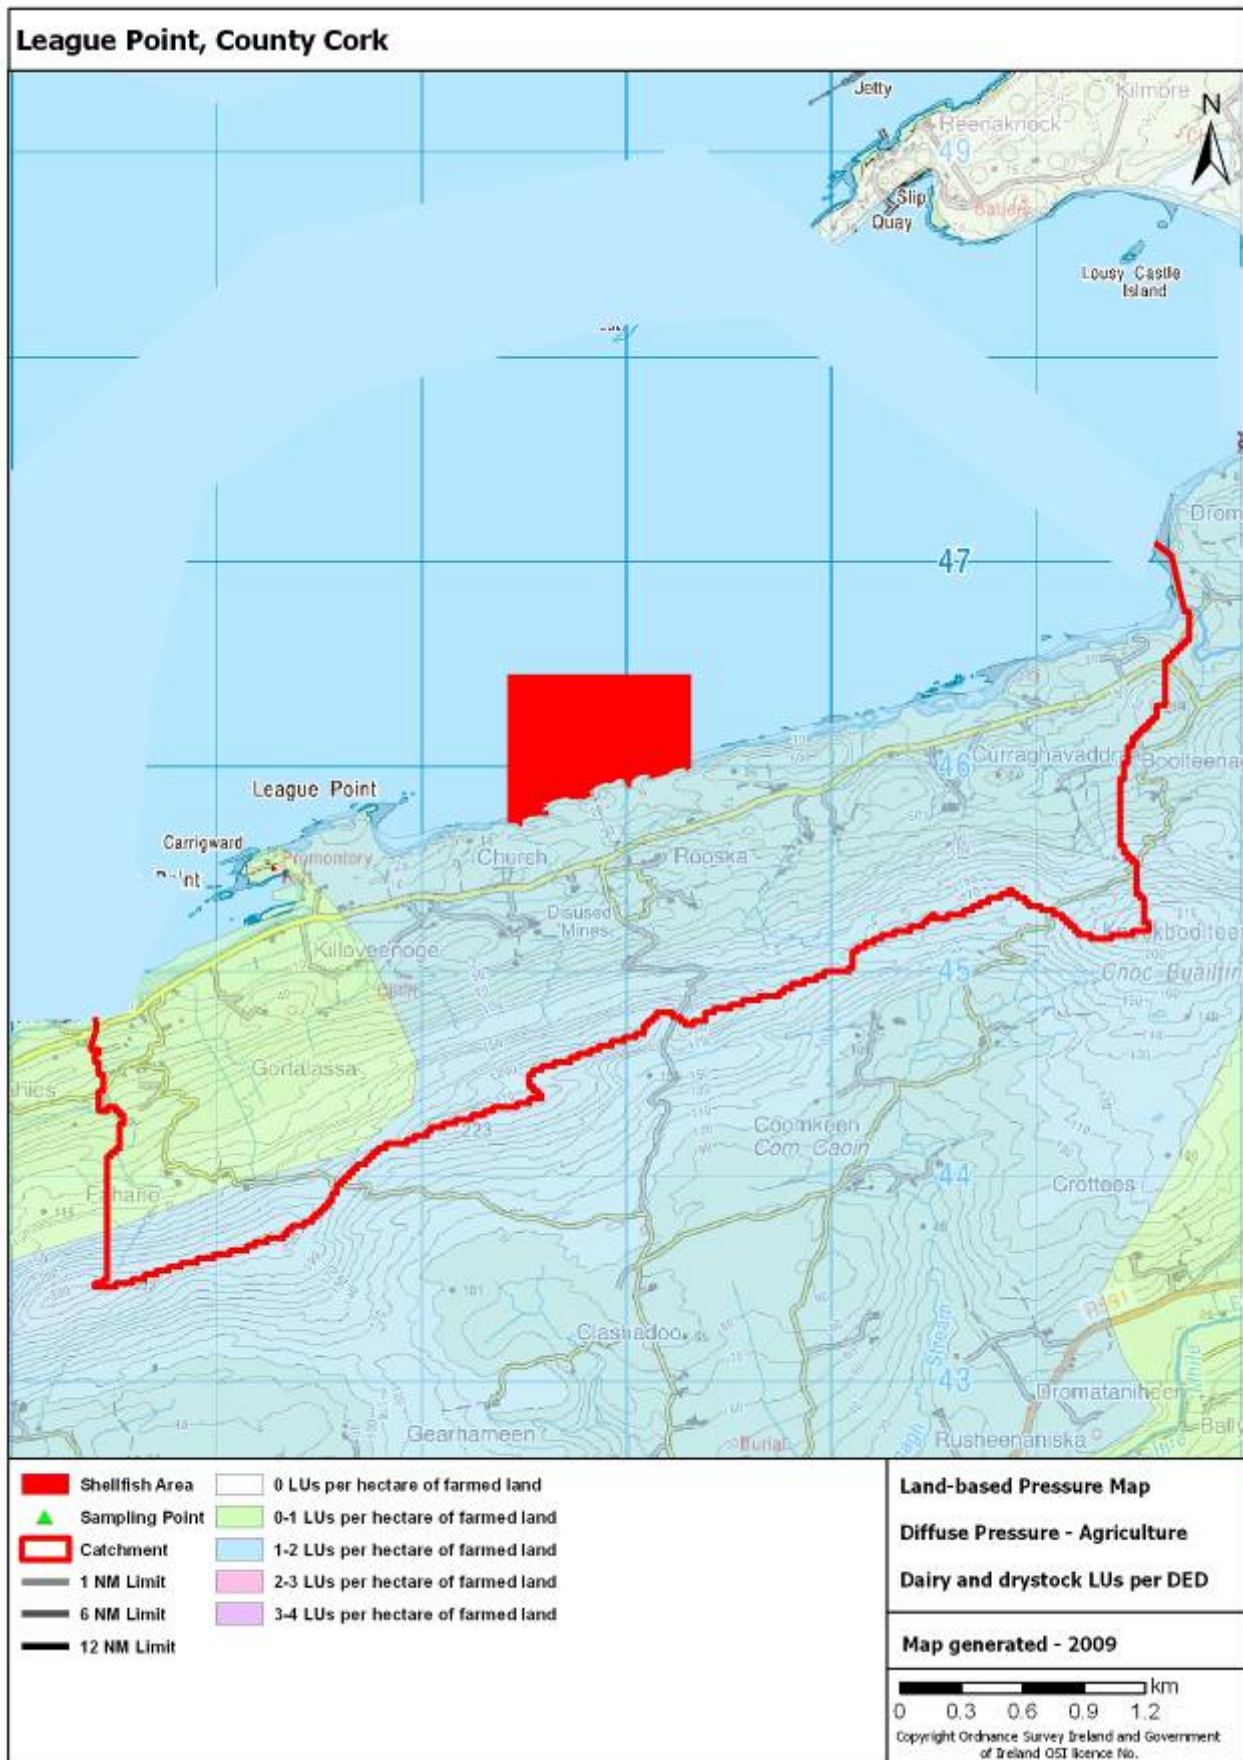 League Point, County Cork
Jetty
Kilmore
N
Reenaknock
49
Slip
Battery
Quay
Lousy Castle
Island
Drom
47
46
Curraghavaddra
Boolteenag
League Point
Carrigward
Promontory
Church
Rooska
Disused
Mines
Killoveenoge
45
Cnoc Buailtín
Gortalassa
ahics
223
Coomkeen
Com Caoin
Fahane
44
Crottees
115
101
Clashadoo
R591
Stream
43
Dromataniheen
Gearhameen
Burial
Rusheenaniska
Bally
Shellfish Area
0 LUs per hectare of farmed land
Land-based Pressure Map
Sampling Point
0-1 LUs per hectare of farmed land
Diffuse Pressure - Agriculture
Catchment
1-2 LUs per hectare of farmed land
1 NM Limit
2-3 LUs per hectare of farmed land
Dairy and drystock LUs per DED
6 NM Limit
3-4 LUs per hectare of farmed land
12 NM Limit
Map generated - 2009
km
0 0.3 0.6 0.9 1.2
Copyright Ordnance Survey Ireland and Government
of Ireland OSI licence No.